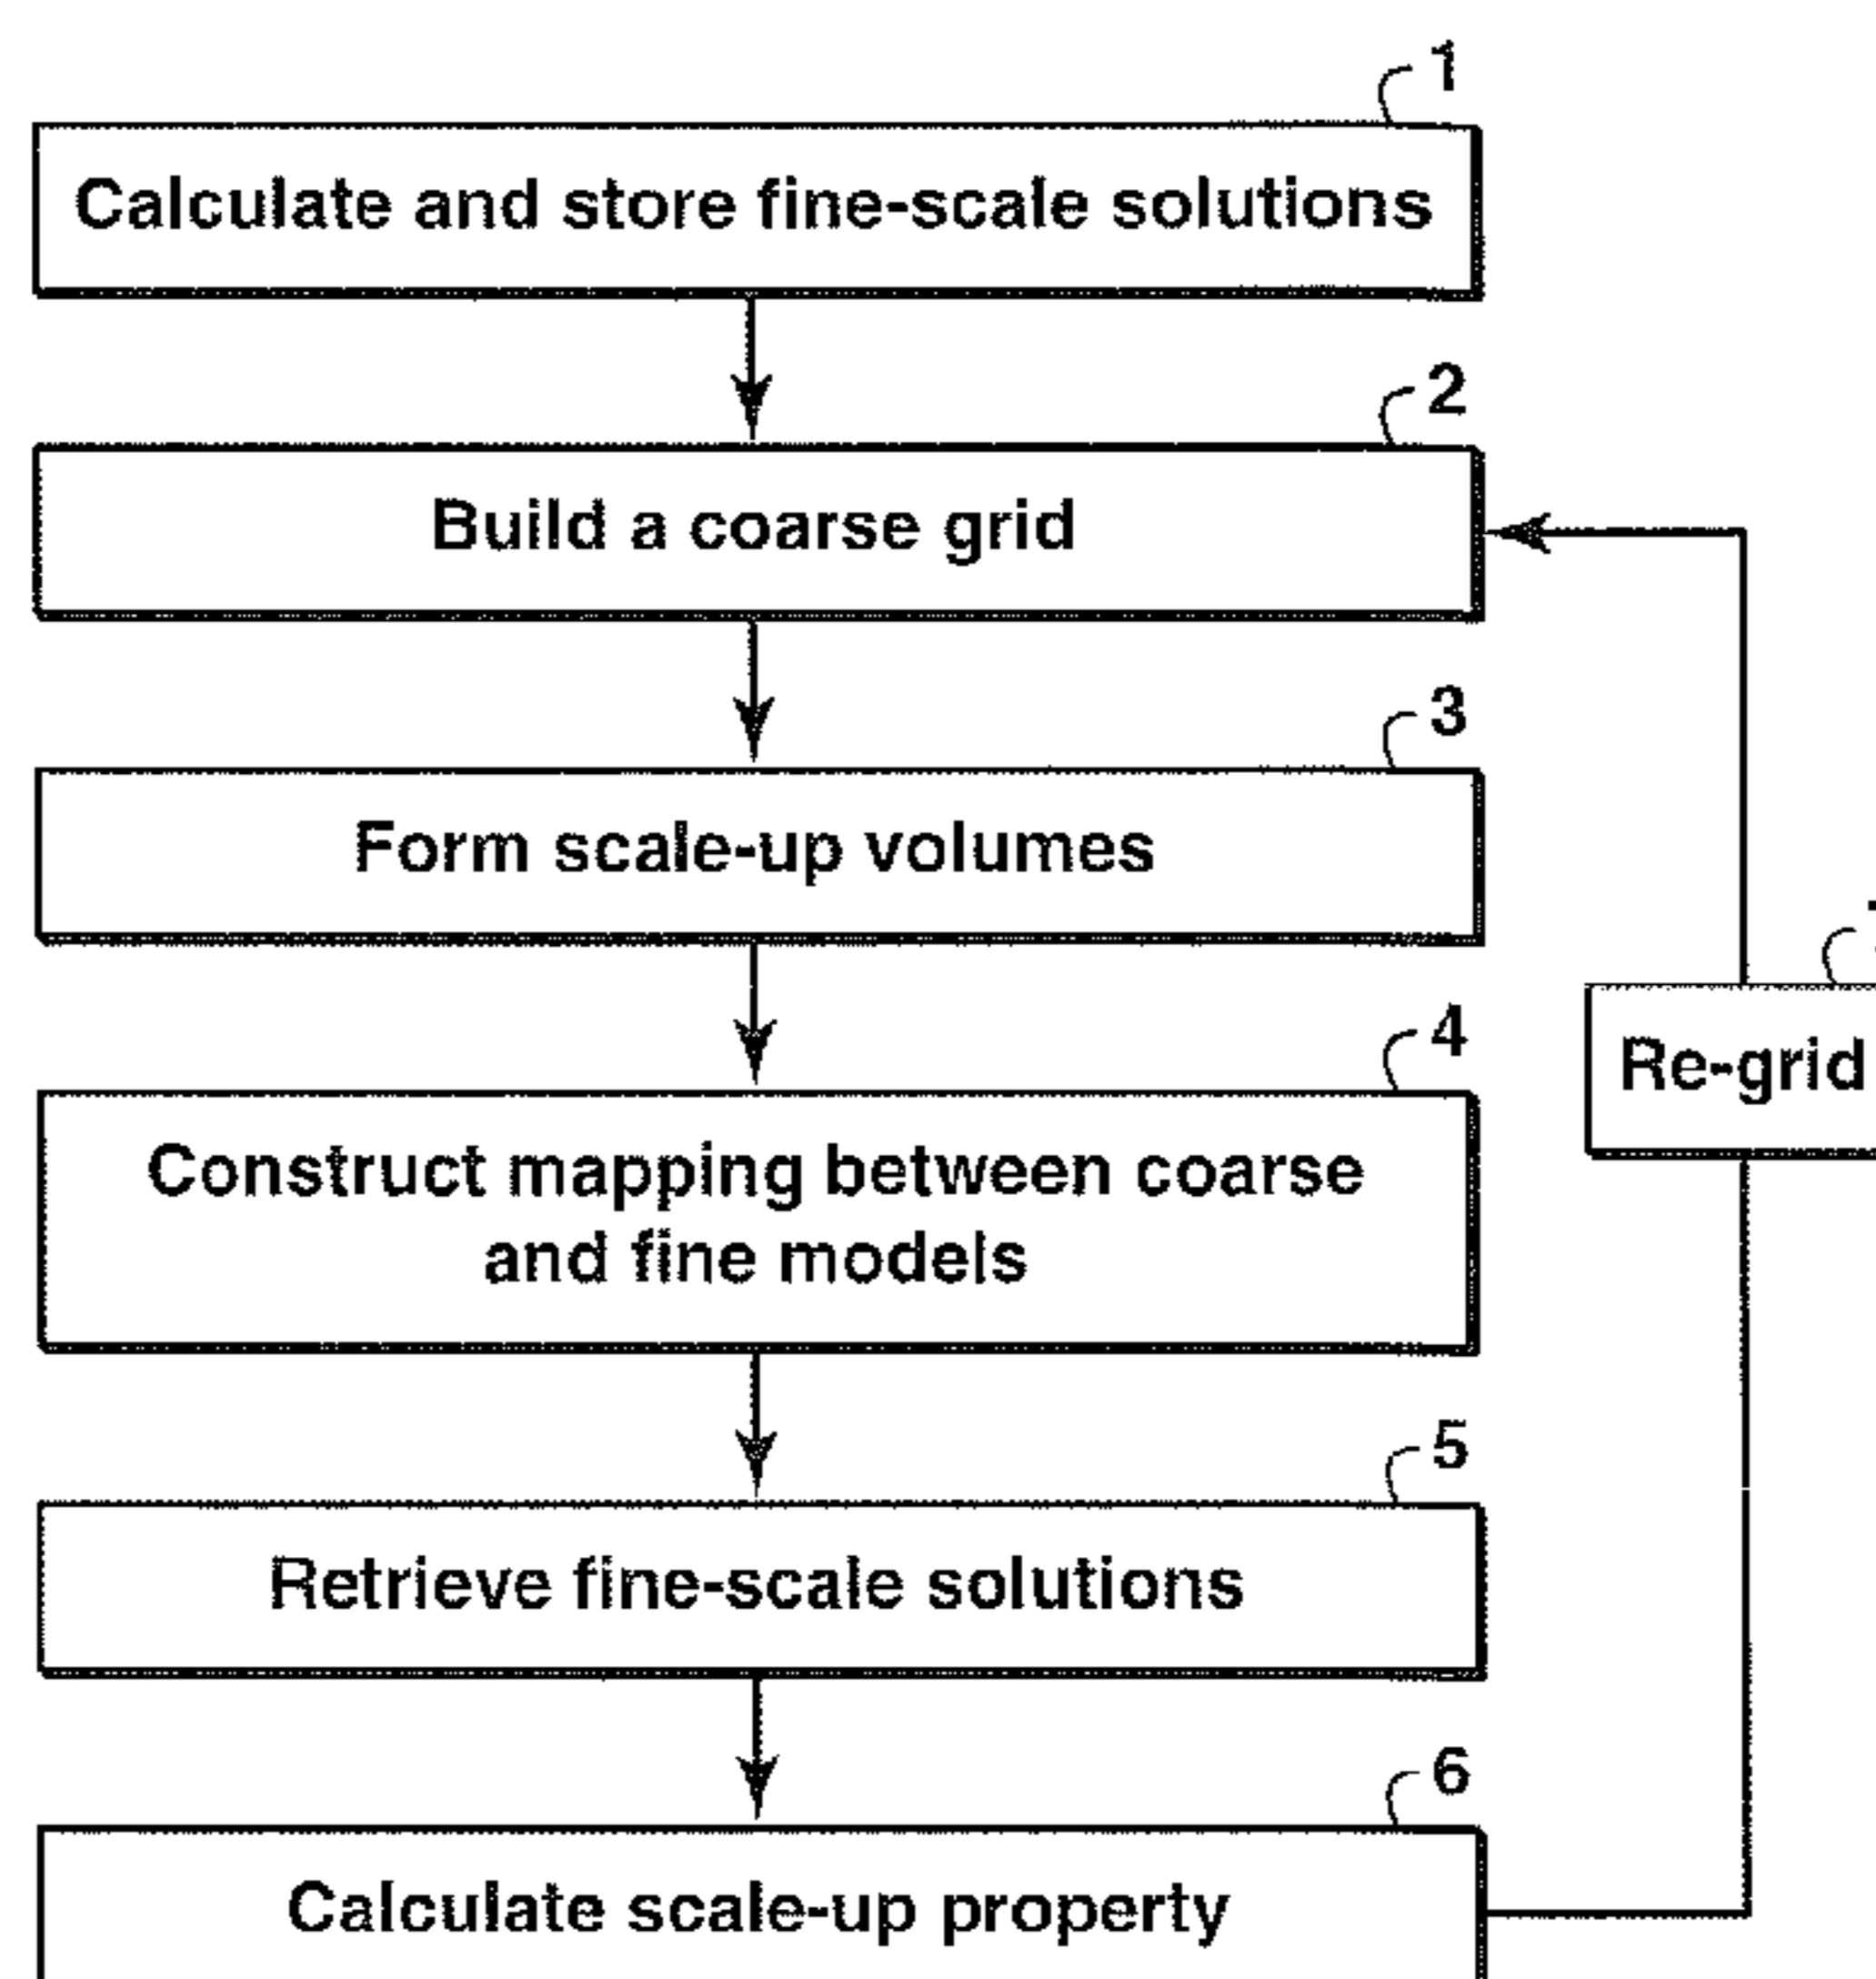 1
Calculate and store fine-scale solutions
2
Build a coarse grid
3
Form scale-up volumes
Re-grid
4
Construct mapping between coarse
and fine models
5
Retrieve fine-scale solutions
6
Calculate scale-up property